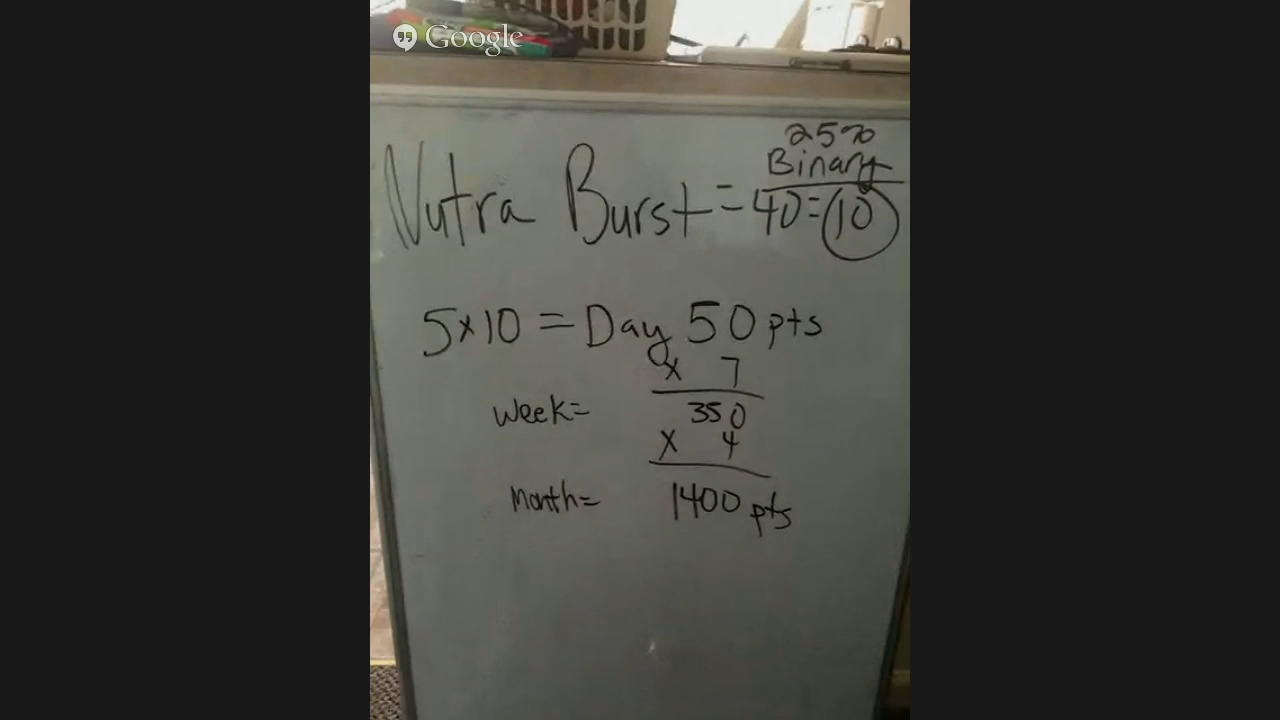 Google
25%
Binary
Nutra Burst = 40 = 10
5x10 = Day 50 pts
x 7
week= 350
x 4
month= 1400 pts